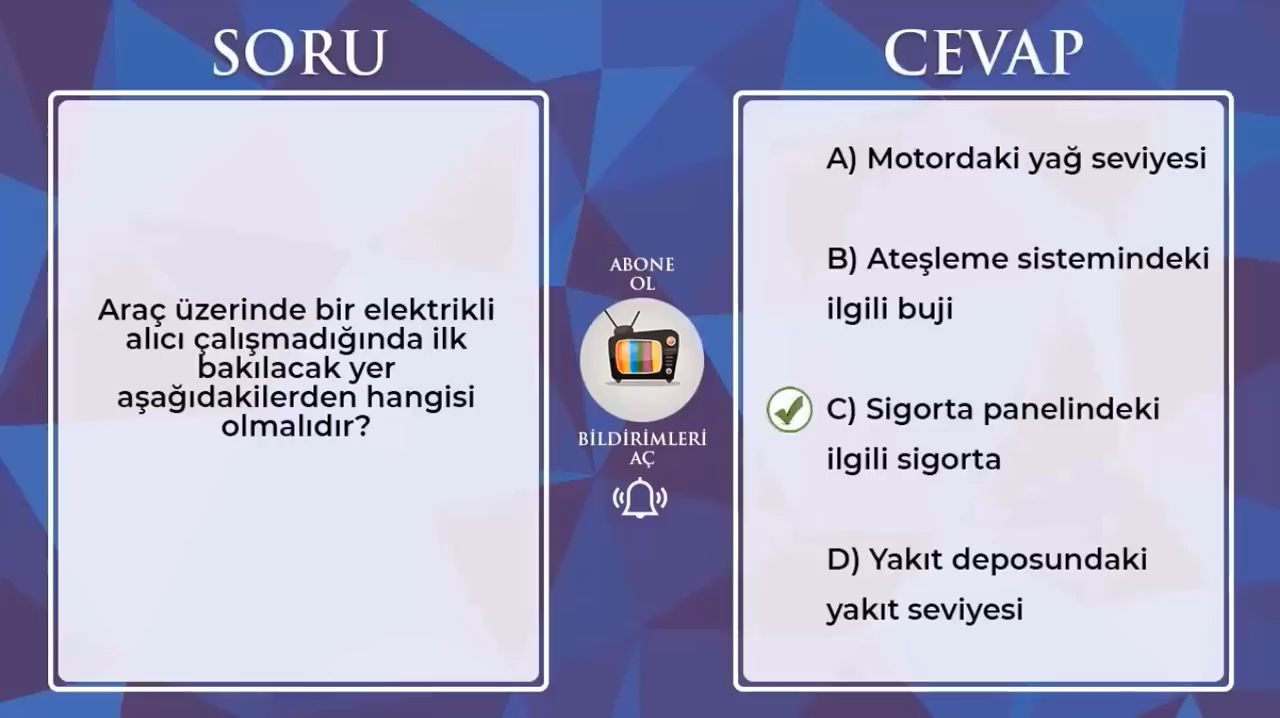 SORU
Araç üzerinde bir elektrikli
alıcı çalışmadığında ilk
bakılacak yer
aşağıdakilerden hangisi
olmalıdır?
ABONE
OL
BİLDİRİMLERİ
AÇ
CEVAP
A) Motordaki yağ seviyesi
B) Ateşleme sistemindeki
ilgili buji
C) Sigorta panelindeki
ilgili sigorta
D) Yakıt deposundaki
yakıt seviyesi